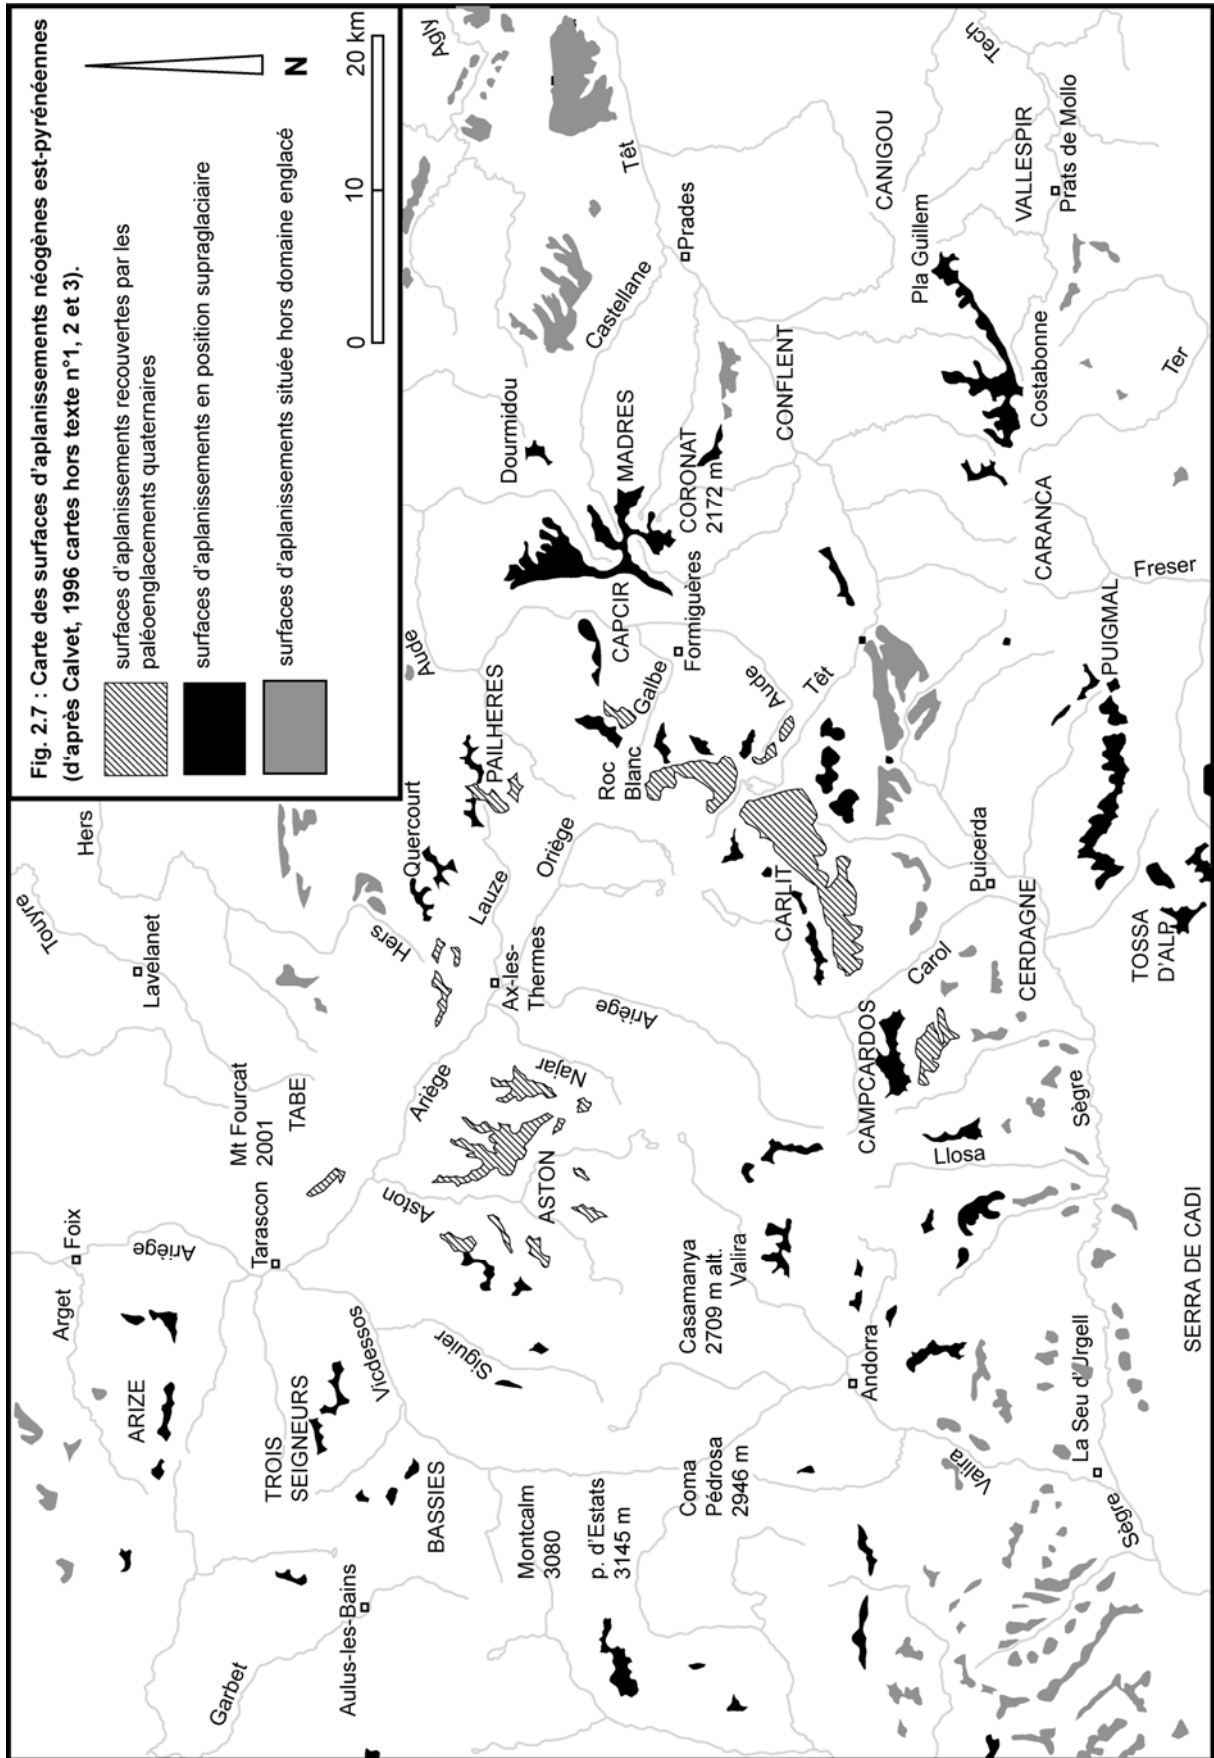 Fig. 2.7 : Carte des surfaces d'aplanissements néogènes est-pyrénéennes
(d'après Calvet, 1996 cartes hors texte n°1, 2 et 3).
surfaces d'aplanissement recouvertes par les
paléoenglacements quaternaires
surfaces d'aplanissement en position supraglaciaire
surfaces d'aplanissements située hors domaine englacé
N
0
10
20 km
Garbet
Arget
Foix
Ariège
ARIZE
Tarascon
TROIS
SEIGNEURS
Vicdessos
Aulus-les-Bains
BASSIES
Siguier
Montcalm
3080
p. d'Estats
3145 m
Coma
Pédrosa
2946 m
Casamanya
2709 m alt.
Valira
Andorra
Valira
La Seu d'Urgell
Sègre
SERRA DE CADI
Touyre
Hers
Lavelanet
Mt Fourcat
2001
TABE
Hers
Ariège
Aston
ASTON
Najar
Ax-les-
Thermes
Lauze
Quercourt
Oriège
Ariège
PAILHERES
Aude
Roc
Blanc
Galbe
CAPCIR
Formiguères
Aude
Têt
CARLIT
Carol
CAMPCARDOS
Llosa
Sègre
CERDAGNE
Puicerda
TOSSA
D'ALP
PUIGMAL
Freser
CARANCA
Agly
Dourmidou
MADRES
CORONAT
2172 m
Castellane
Têt
Prades
CONFLENT
CANIGOU
Pla Guillem
Costabonne
VALLESPIR
Prats de Mollo
Tech
Ter